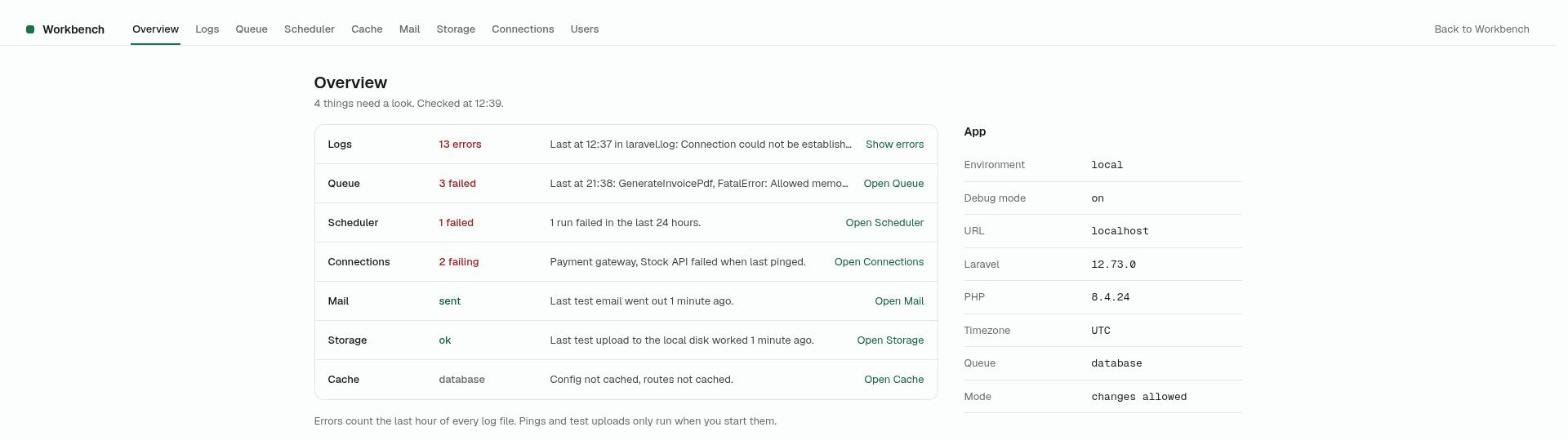 Workbench Overview Logs Queue Scheduler Cache Mail Storage Connections Users Back to Workbench
Overview
4 things need a look. Checked at 12:39.
Logs 13 errors Last at 12:37 in laravel.log: Connection could not be establish... Show errors
Queue 3 failed Last at 21:38: GenerateInvoicePdf, FatalError: Allowed memo... Open Queue
Scheduler 1 failed 1 run failed in the last 24 hours. Open Scheduler
Connections 2 failing Payment gateway, Stock API failed when last pinged. Open Connections
Mail sent Last test email went out 1 minute ago. Open Mail
Storage ok Last test upload to the local disk worked 1 minute ago. Open Storage
Cache database Config not cached, routes not cached. Open Cache
Errors count the last hour of every log file. Pings and test uploads only run when you start them.
App
Environment local
Debug mode on
URL localhost
Laravel 12.73.0
PHP 8.4.24
Timezone UTC
Queue database
Mode changes allowed